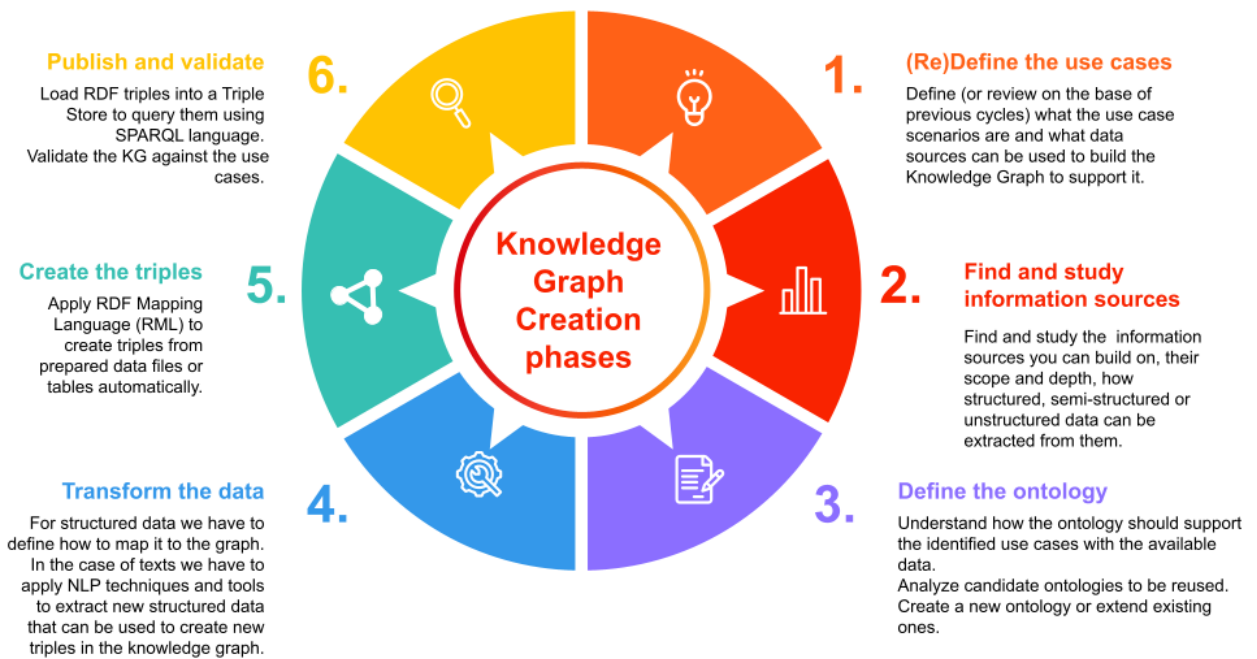 Knowledge
Graph
Creation
phases
1.
(Re)Define the use cases
Define (or review on the base of
previous cycles) what the use case
scenarios are and what data
sources can be used to build the
Knowledge Graph to support it.
2.
Find and study
information sources
Find and study the information
sources you can build on, their
scope and depth, how
structured, semi-structured or
unstructured data can be
extracted from them.
3.
Define the ontology
Understand how the ontology should support
the identified use cases with the available
data.
Analyze candidate ontologies to be reused.
Create a new ontology or extend existing
ones.
4.
Transform the data
For structured data we have to
define how to map it to the graph.
In the case of texts we have to
apply NLP techniques and tools
to extract new structured data
that can be used to create new
triples in the knowledge graph.
5.
Create the triples
Apply RDF Mapping
Language (RML) to
create triples from
prepared data files or
tables automatically.
6.
Publish and validate
Load RDF triples into a Triple
Store to query them using
SPARQL language.
Validate the KG against the use
cases.